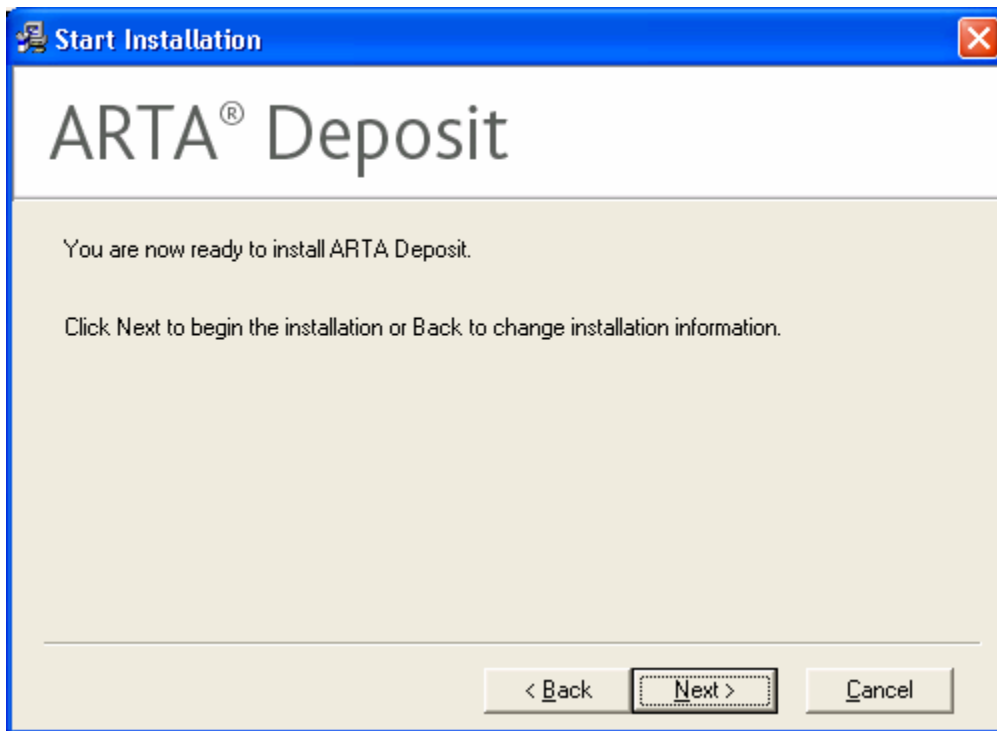 Start Installation
ARTA® Deposit
You are now ready to install ARTA Deposit.
Click Next to begin the installation or Back to change installation information.
< Back Next > Cancel